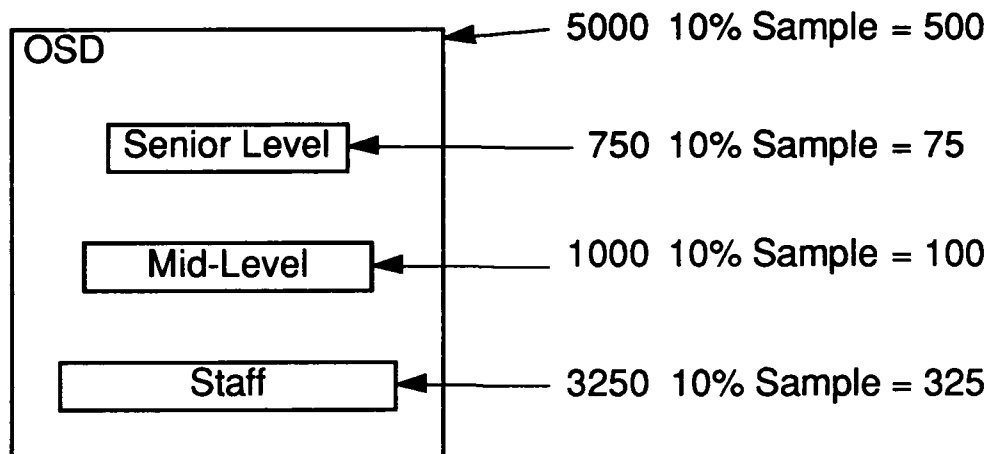 5000 10% Sample = 500
OSD
Senior Level
750 10% Sample = 75
Mid-Level
1000 10% Sample = 100
Staff
3250 10% Sample = 325